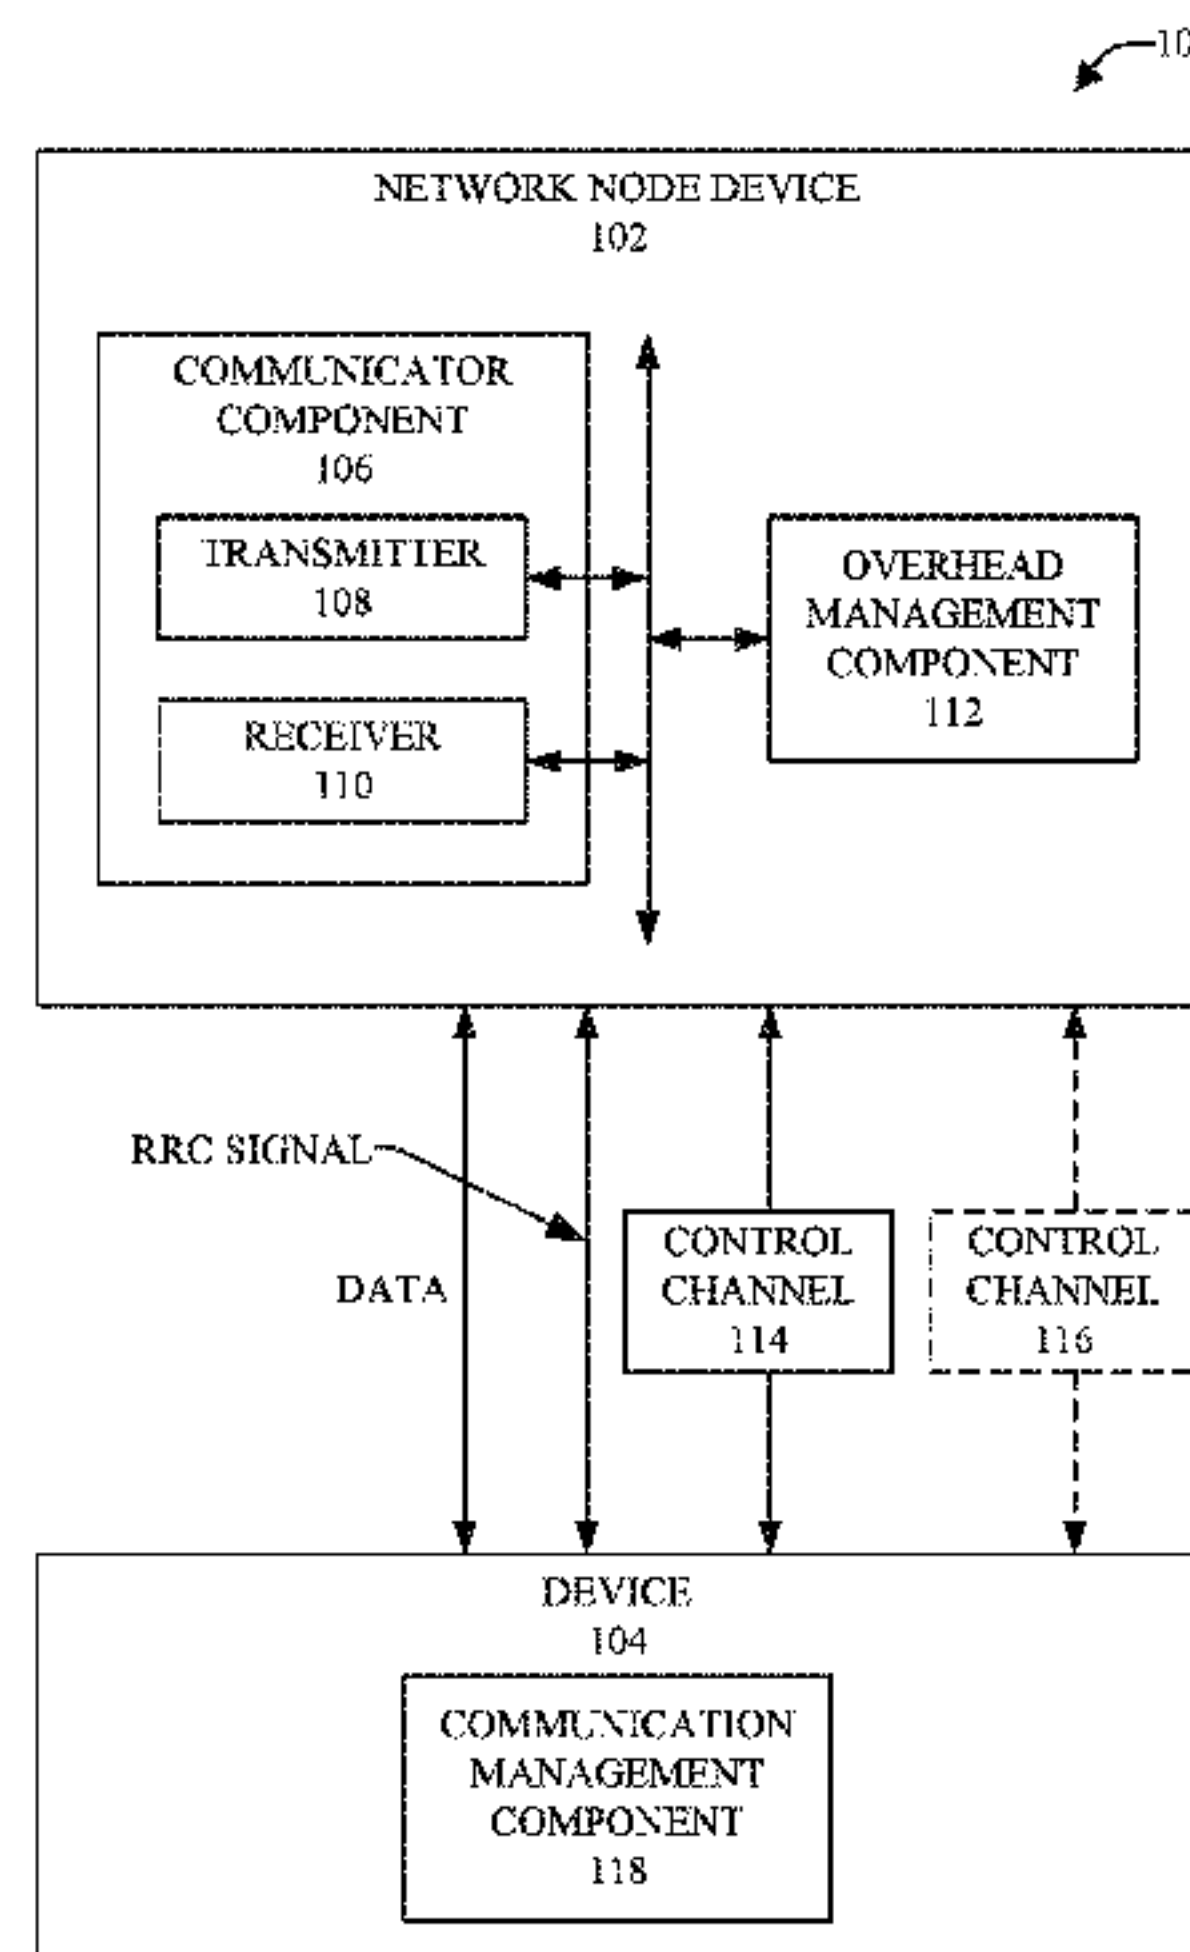 10
NETWORK NODE DEVICE
102
COMMUNICATOR
COMPONENT
106
TRANSMITTER
108
RECEIVER
110
OVERHEAD
MANAGEMENT
COMPONENT
112
RRC SIGNAL
DATA
CONTROL
CHANNEL
114
CONTROL
CHANNEL
116
DEVICE
104
COMMUNICATION
MANAGEMENT
COMPONENT
118